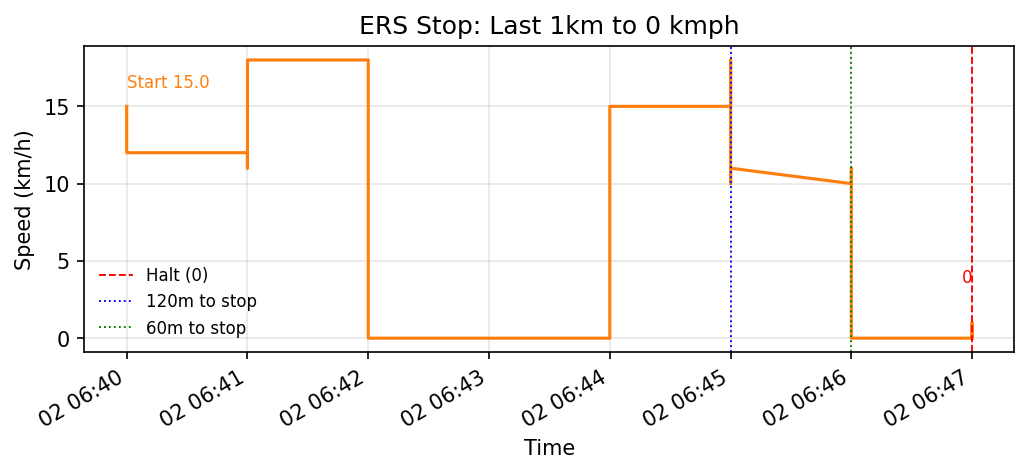 ERS Stop: Last 1km to 0 kmph
Speed (km/h)
15
10
5
0
Start 15.0
0
Halt (0)
120m to stop
60m to stop
02 06:40
02 06:41
02 06:42
02 06:43
02 06:44
02 06:45
02 06:46
02 06:47
Time